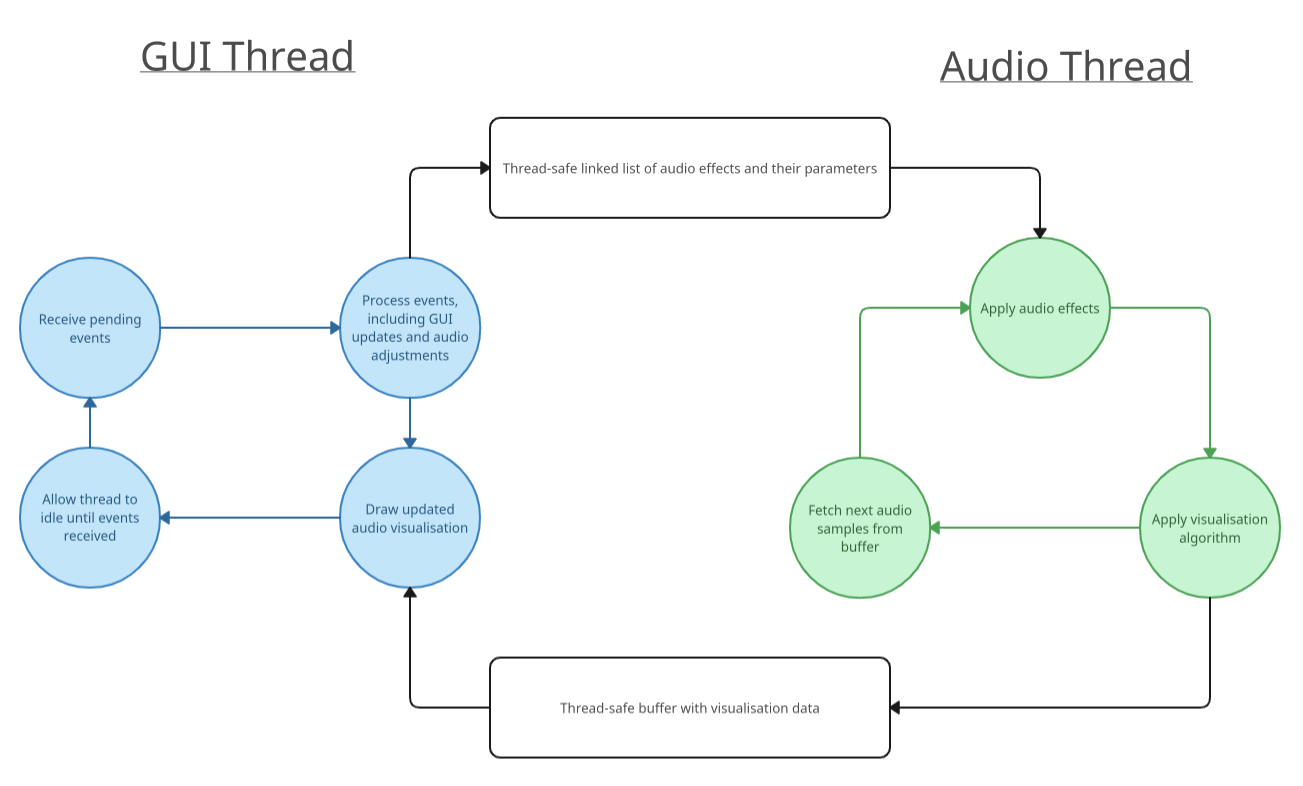 GUI Thread
Audio Thread
Thread-safe linked list of audio effects and their parameters
Receive pending
events
Process events,
including GUI
updates and audio
adjustments
Apply audio effects
Allow thread to
idle until events
received
Draw updated
audio visualisation
Fetch next audio
samples from
buffer
Apply visualisation
algorithm
Thread-safe buffer with visualisation data